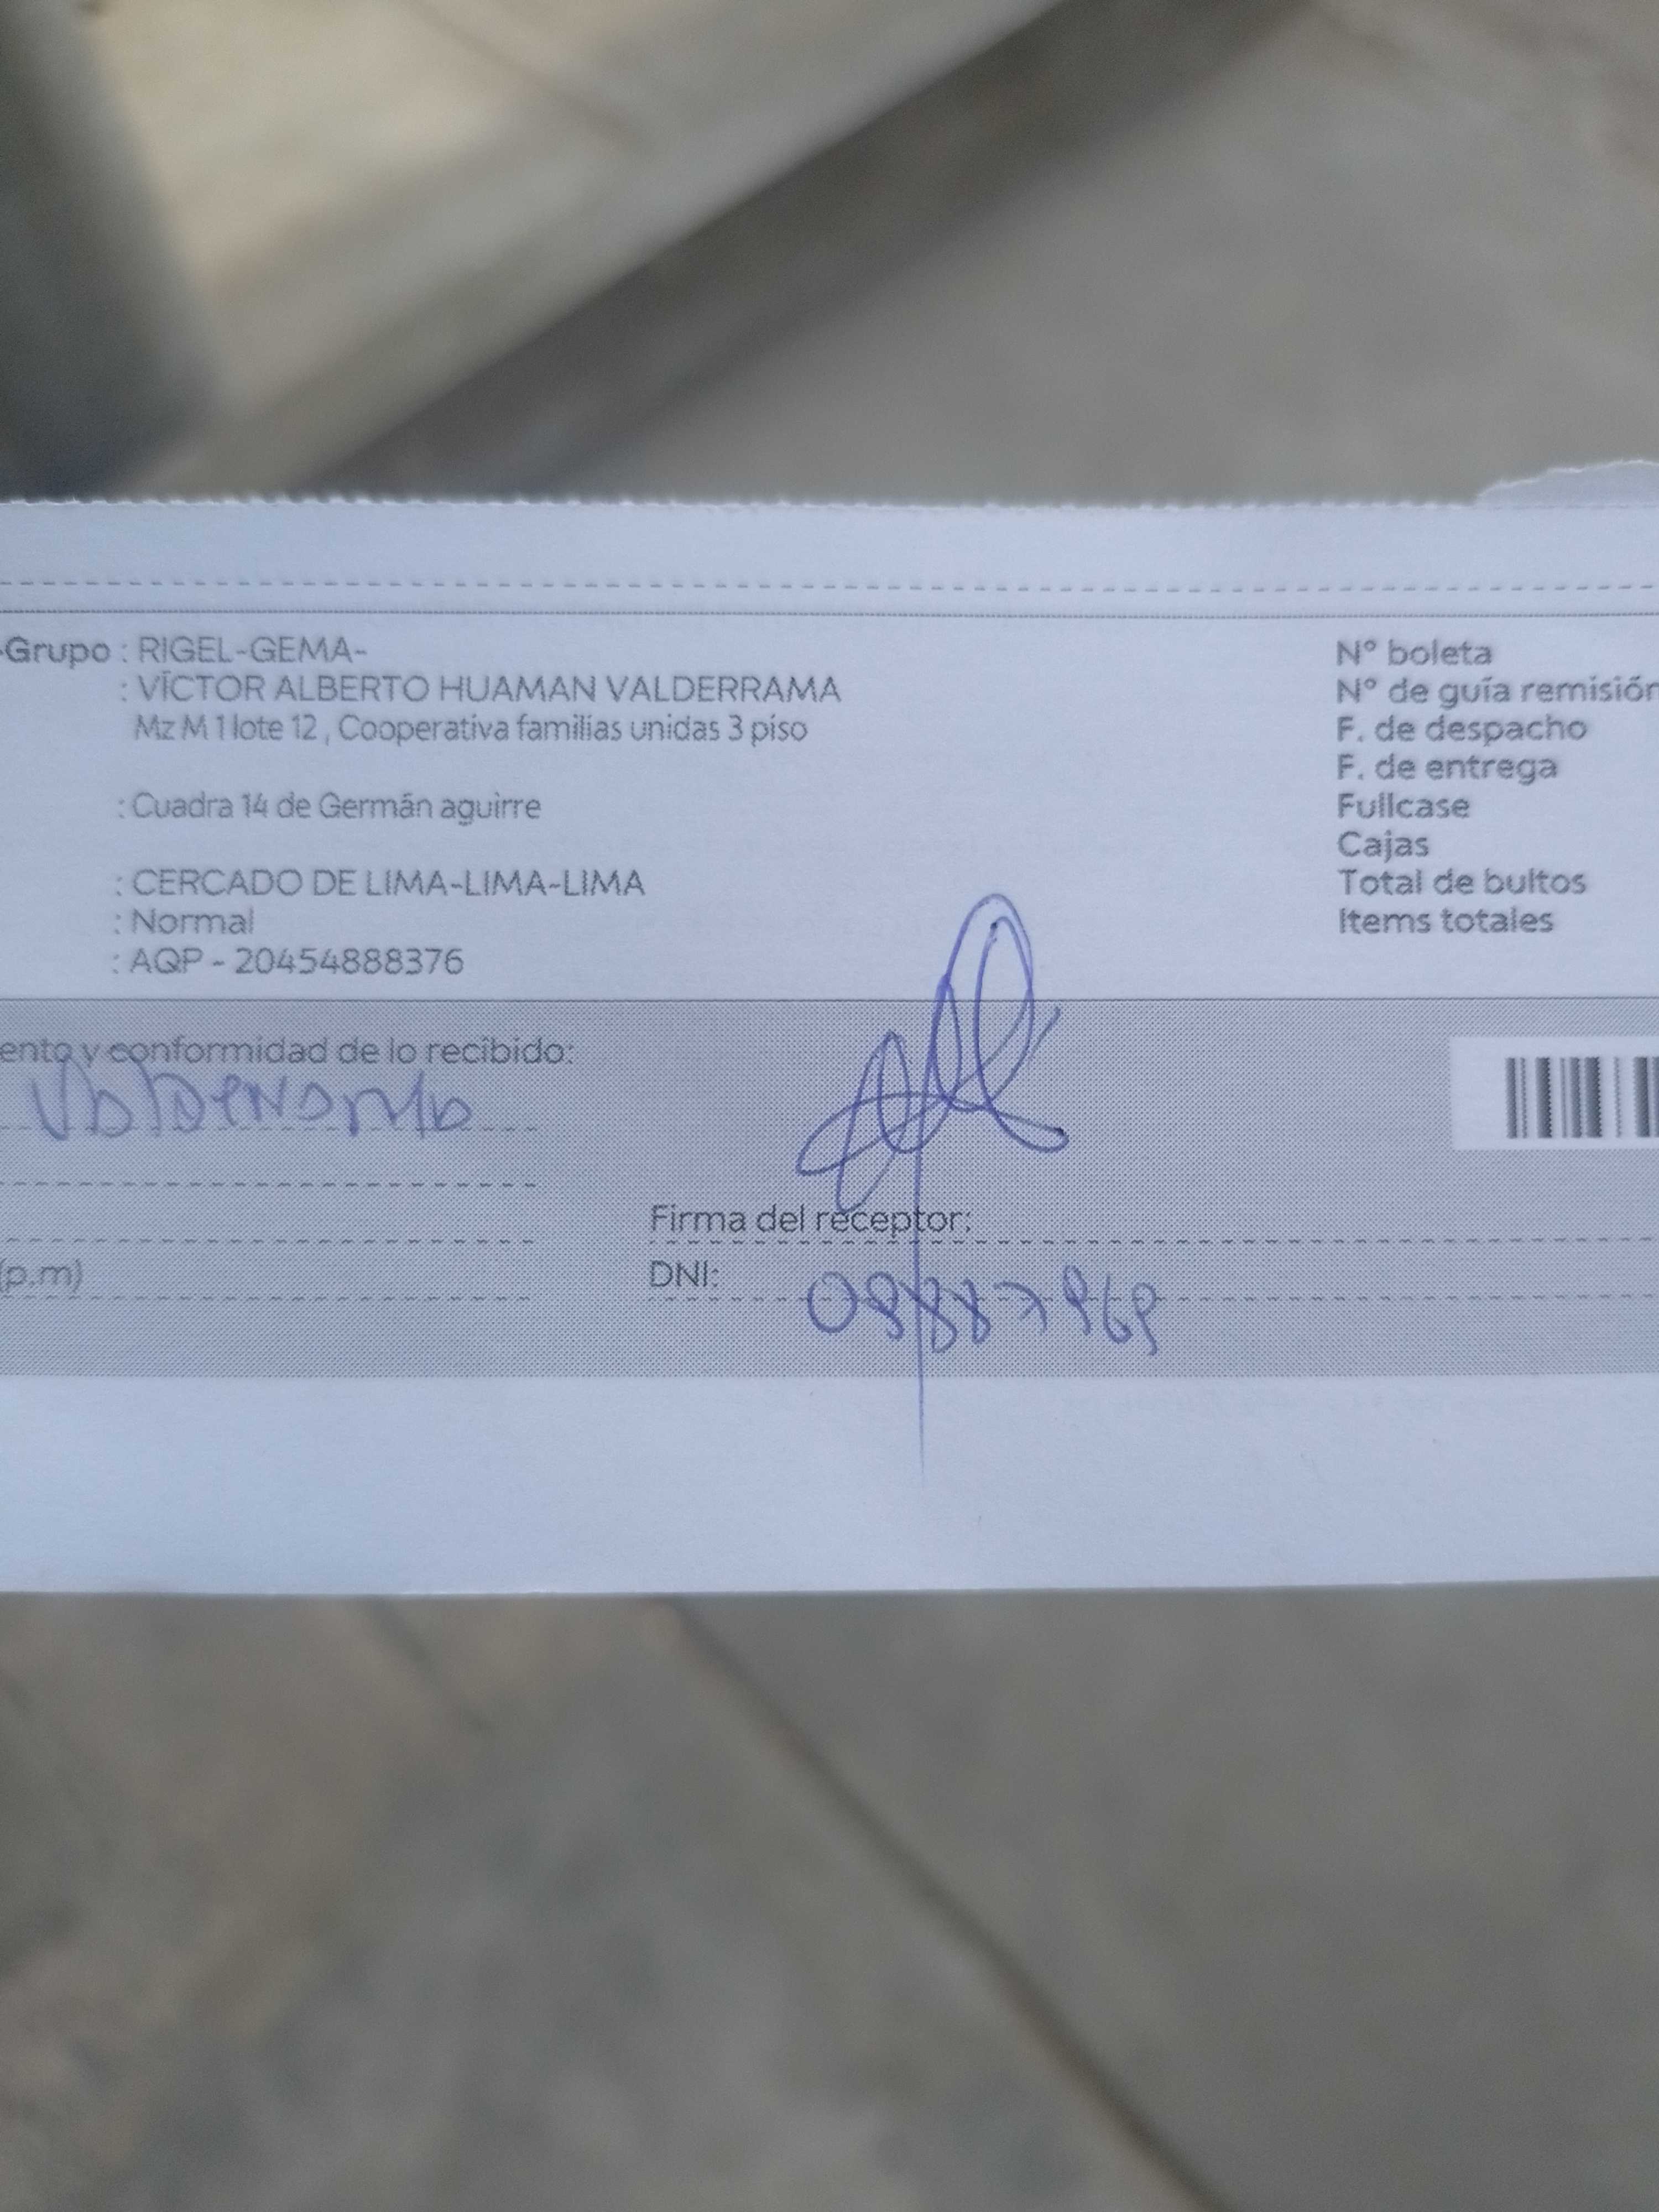 -Grupo : RIGEL-GEMA-
: VÍCTOR ALBERTO HUAMAN VALDERRAMA
Mz M 1 lote 12 , Cooperativa familias unidas 3 piso
: Cuadra 14 de Germán aguirre
: CERCADO DE LIMA-LIMA-LIMA
: Normal
: AQP - 20454888376
Nº boleta
Nº de guía remisión
F. de despacho
F. de entrega
Fullcase
Cajas
Total de bultos
Items totales
ento y conformidad de lo recibido:
Firma del receptor:
(p.m)
DNI: